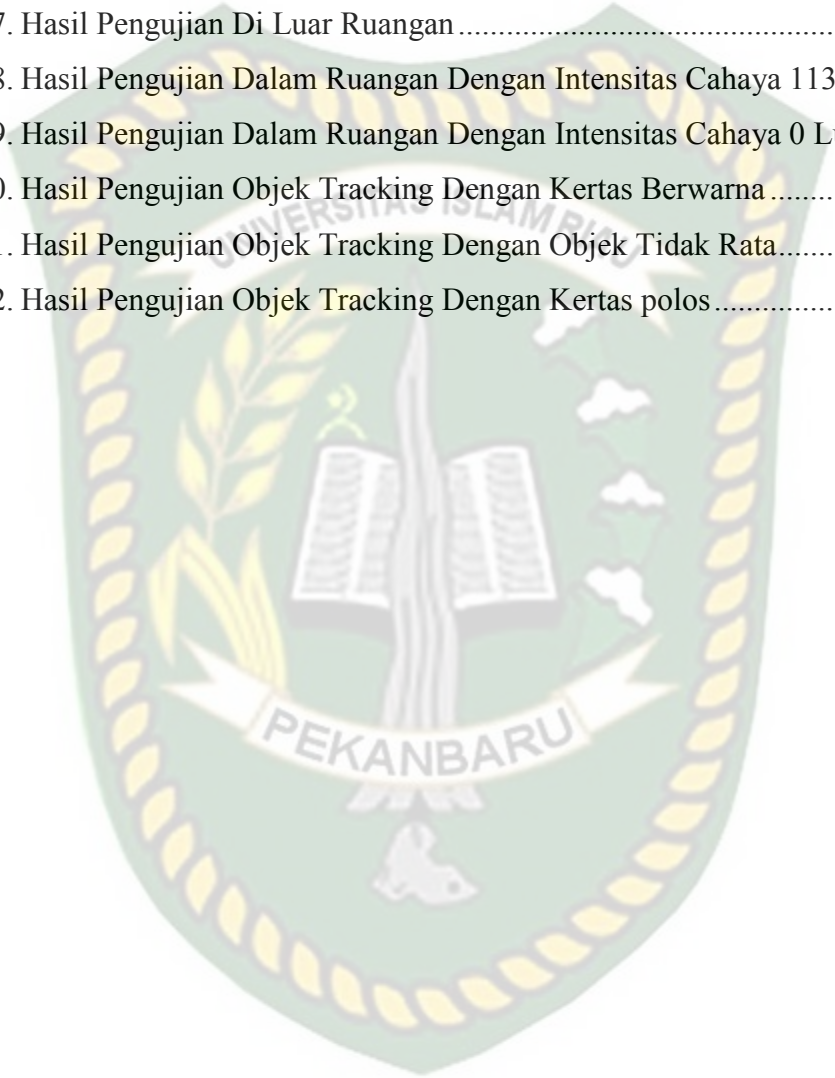 7. Hasil Pengujian Di Luar Ruangan
8. Hasil Pengujian Dalam Ruangan Dengan Intensitas Cahaya 113
9. Hasil Pengujian Dalam Ruangan Dengan Intensitas Cahaya 0
0. Hasil Pengujian Objek Tracking Dengan Kertas Berwarna
1. Hasil Pengujian Objek Tracking Dengan Objek Tidak Rata
2. Hasil Pengujian Objek Tracking Dengan Kertas polos
UNIVERSITAS ISLAM RIAU
PEKANBARU